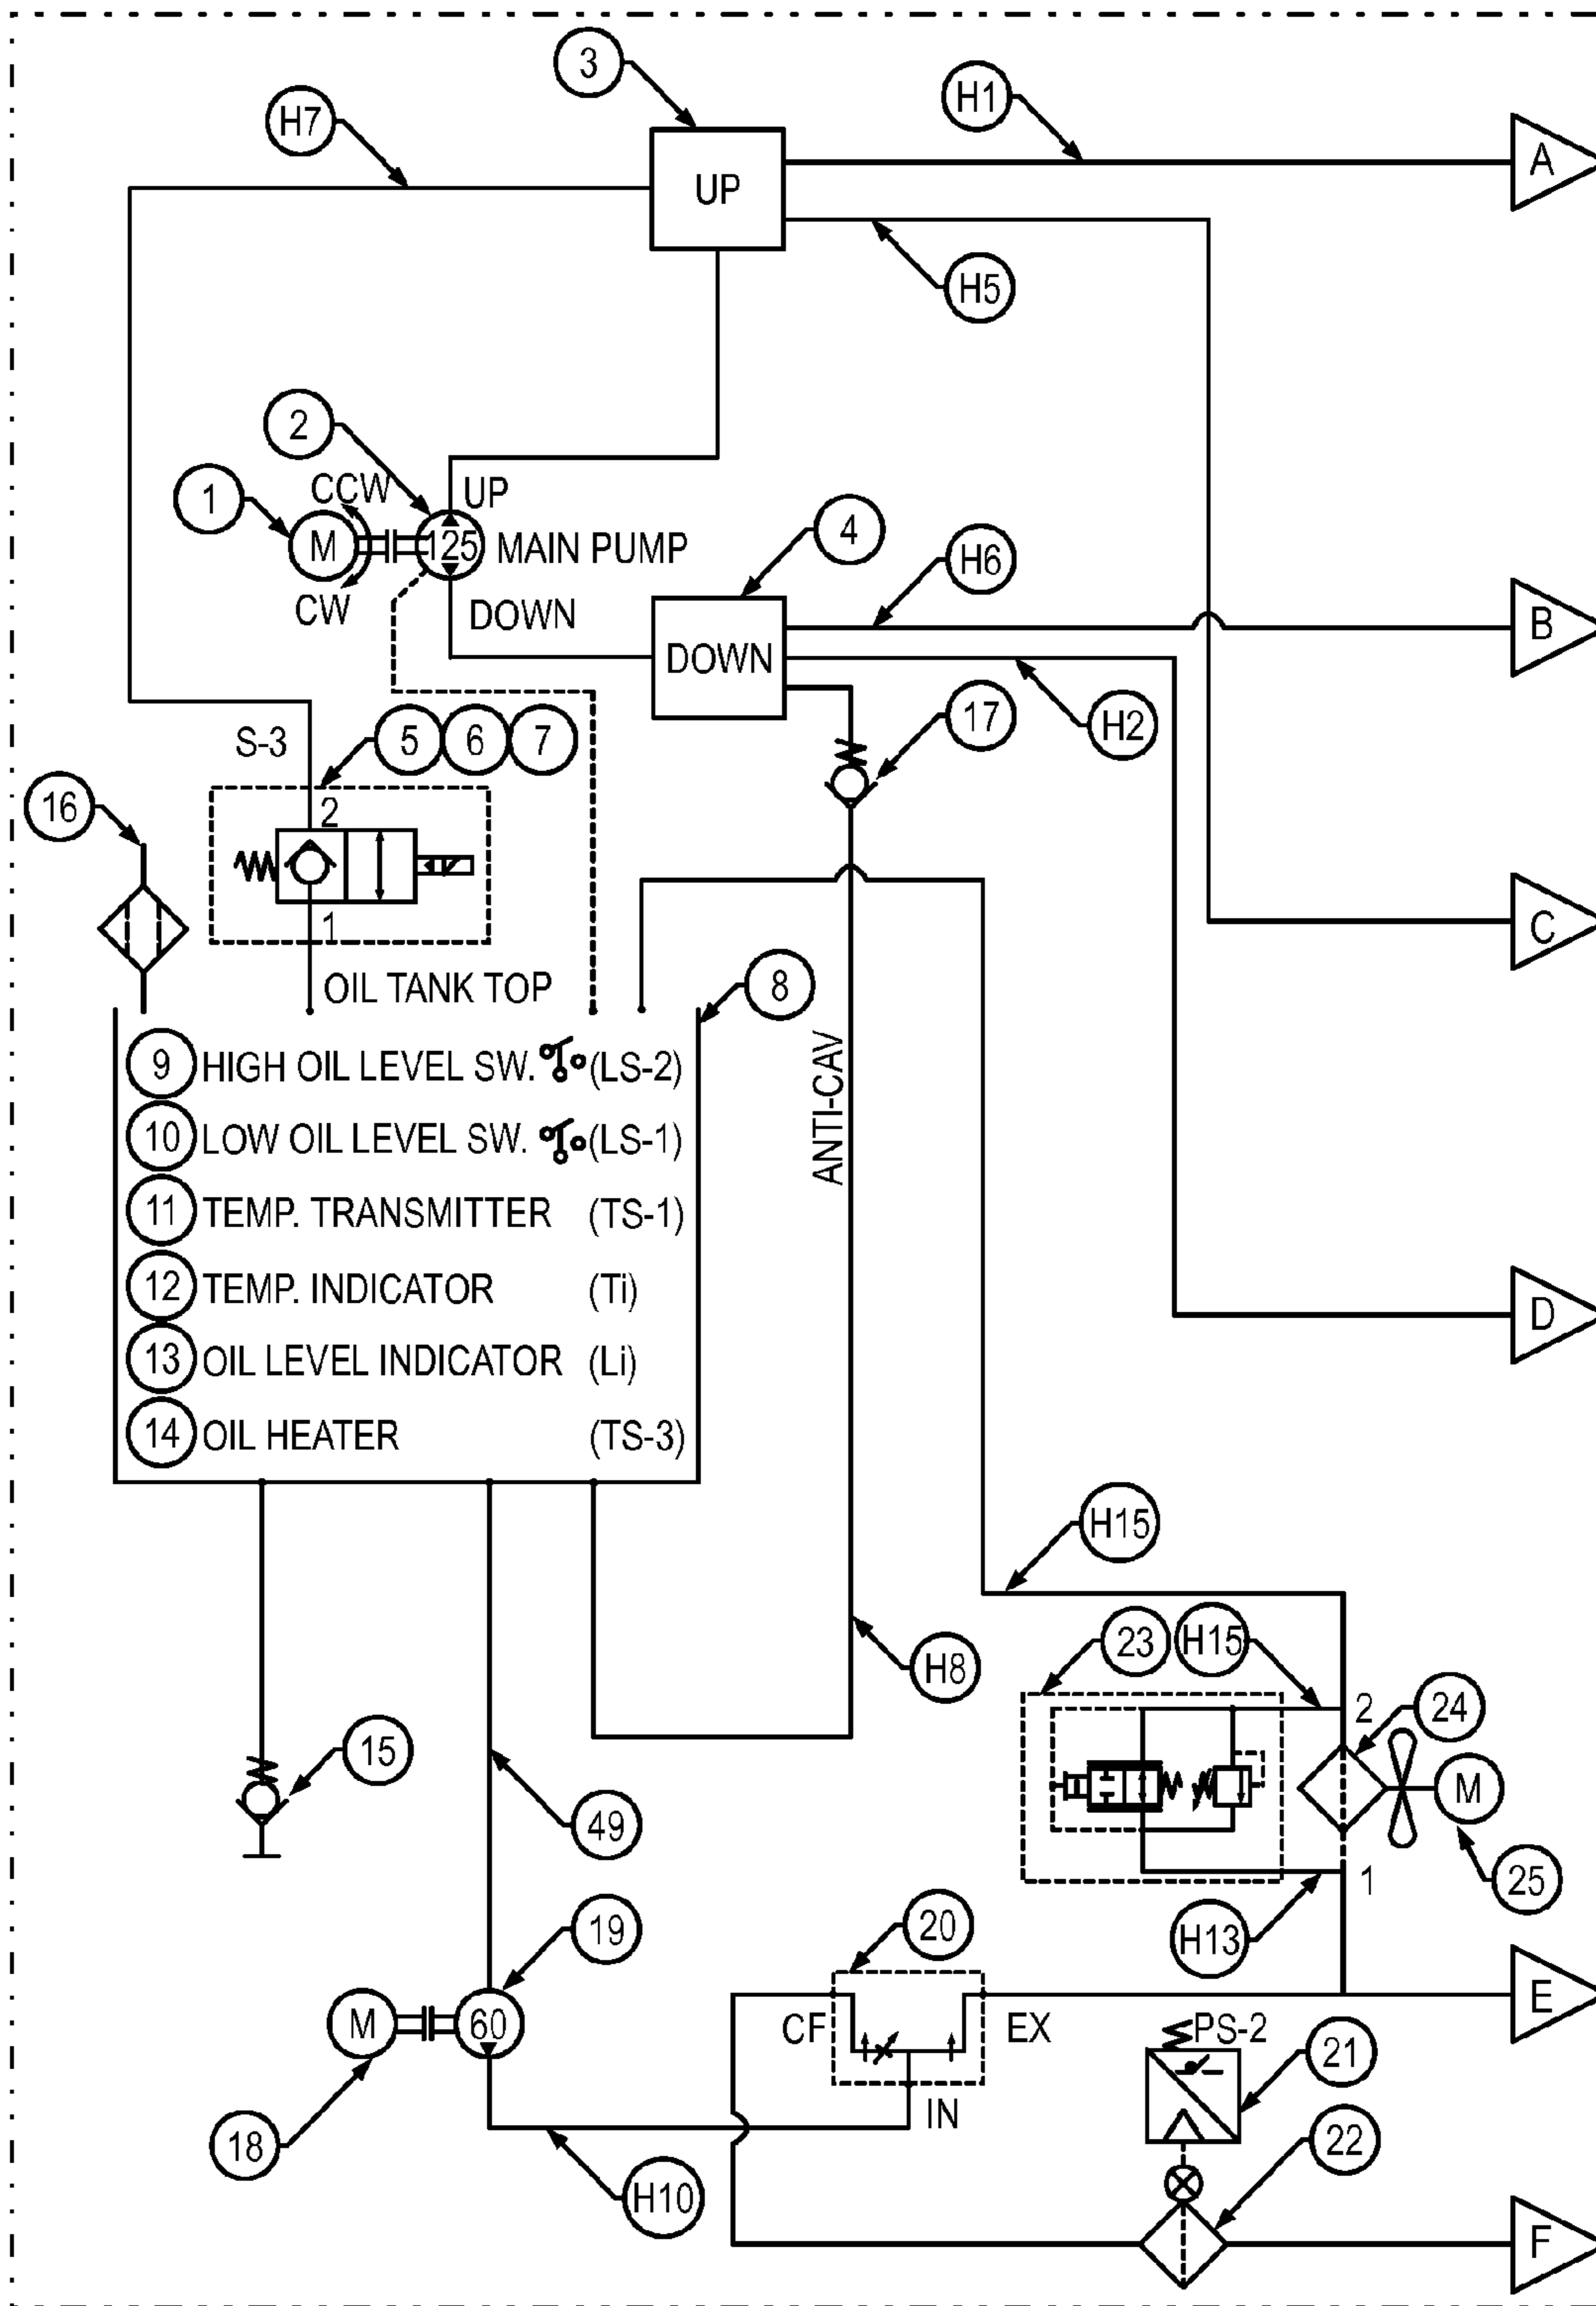 3
H1
H7
A
UP
H5
2
CCW
UP
1
M
125
MAIN PUMP
4
H6
CW
DOWN
B
DOWN
H2
17
S-3
5 6 7
2
16
1
C
OIL TANK TOP
8
9 HIGH OIL LEVEL SW. (LS-2)
ANTI-CAV
10 LOW OIL LEVEL SW. (LS-1)
11 TEMP. TRANSMITTER (TS-1)
12 TEMP. INDICATOR (Ti)
D
13 OIL LEVEL INDICATOR (Li)
14 OIL HEATER (TS-3)
H15
23 H15
H8
2
24
15
M
49
1
25
19
20
H13
E
M
60
CF
EX
PS-2
21
IN
18
22
H10
F